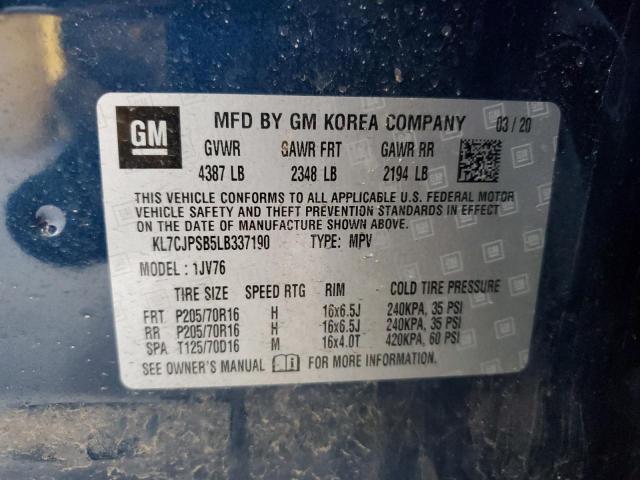 GM
MFD BY GM KOREA COMPANY 03 / 20
GVWR GAWR FRT GAWR RR
4387 LB 2348 LB 2194 LB
THIS VEHICLE CONFORMS TO ALL APPLICABLE U.S. FEDERAL MOTOR
VEHICLE SAFETY AND THEFT PREVENTION STANDARDS IN EFFECT
ON THE DATE OF MANUFACTURE SHOWN ABOVE.
KL7CJPSB5LB337190 TYPE: MPV
MODEL : 1JV76
TIRE SIZE SPEED RTG RIM COLD TIRE PRESSURE
FRT P205/70R16 H 16x6.5J 240KPA, 35 PSI
RR P205/70R16 H 16x6.5J 240KPA, 35 PSI
SPA T125/70D16 M 16x4.0T 420KPA, 60 PSI
SEE OWNER'S MANUAL FOR MORE INFORMATION.